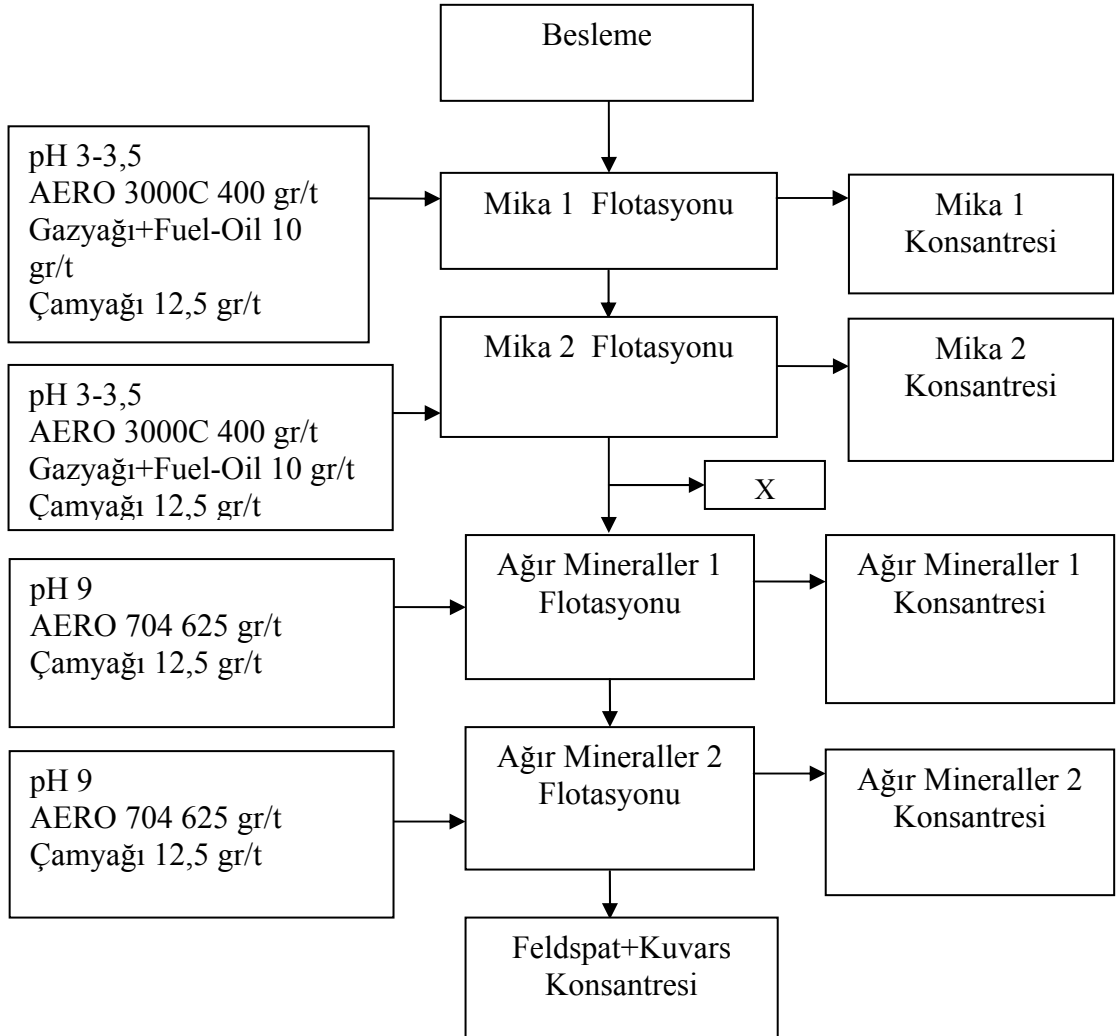 Besleme
pH 3-3,5
AERO 3000C 400 gr/t
Gazyağı+Fuel-Oil 10
gr/t
Çamyağı 12,5 gr/t
Mika 1 Flotasyonu
Mika 1
Konsantresi
Mika 2 Flotasyonu
Mika 2
Konsantresi
pH 3-3,5
AERO 3000C 400 gr/t
Gazyağı+Fuel-Oil 10 gr/t
Çamyağı 12,5 gr/t
X
Ağır Mineraller 1
Flotasyonu
Ağır Mineraller 1
Konsantresi
pH 9
AERO 704 625 gr/t
Çamyağı 12,5 gr/t
Ağır Mineraller 2
Flotasyonu
Ağır Mineraller 2
Konsantresi
pH 9
AERO 704 625 gr/t
Çamyağı 12,5 gr/t
Feldspat+Kuvars
Konsantresi